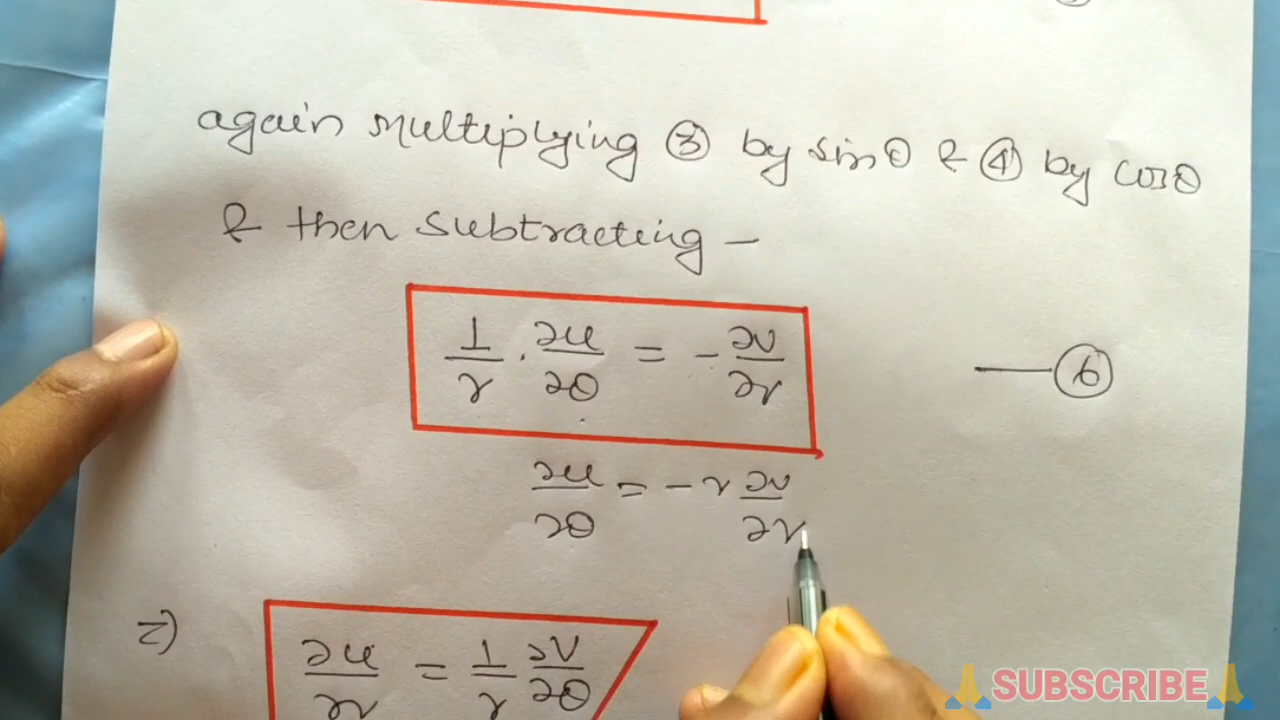 again multiplying ③ by sinθ & ④ by cosθ
& then subtracting –
1/r · ∂u/∂θ = - ∂v/∂r —⑥
∂u/∂θ = - r ∂v/∂r
2)
∂u/∂r = 1/r ∂v/∂θ
🙏SUBSCRIBE🙏